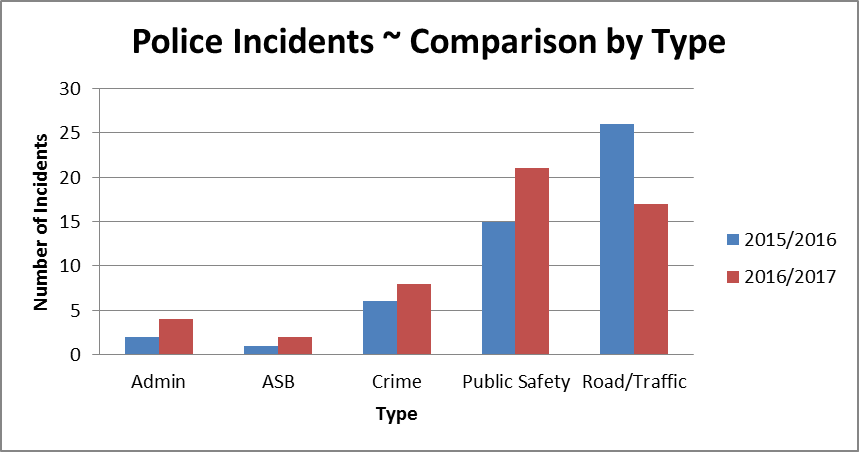 Police Incidents ~ Comparison by Type
30
25
20
15
10
5
0
Number of Incidents
Admin ASB Crime Public Safety Road/Traffic
Type
2015/2016
2016/2017